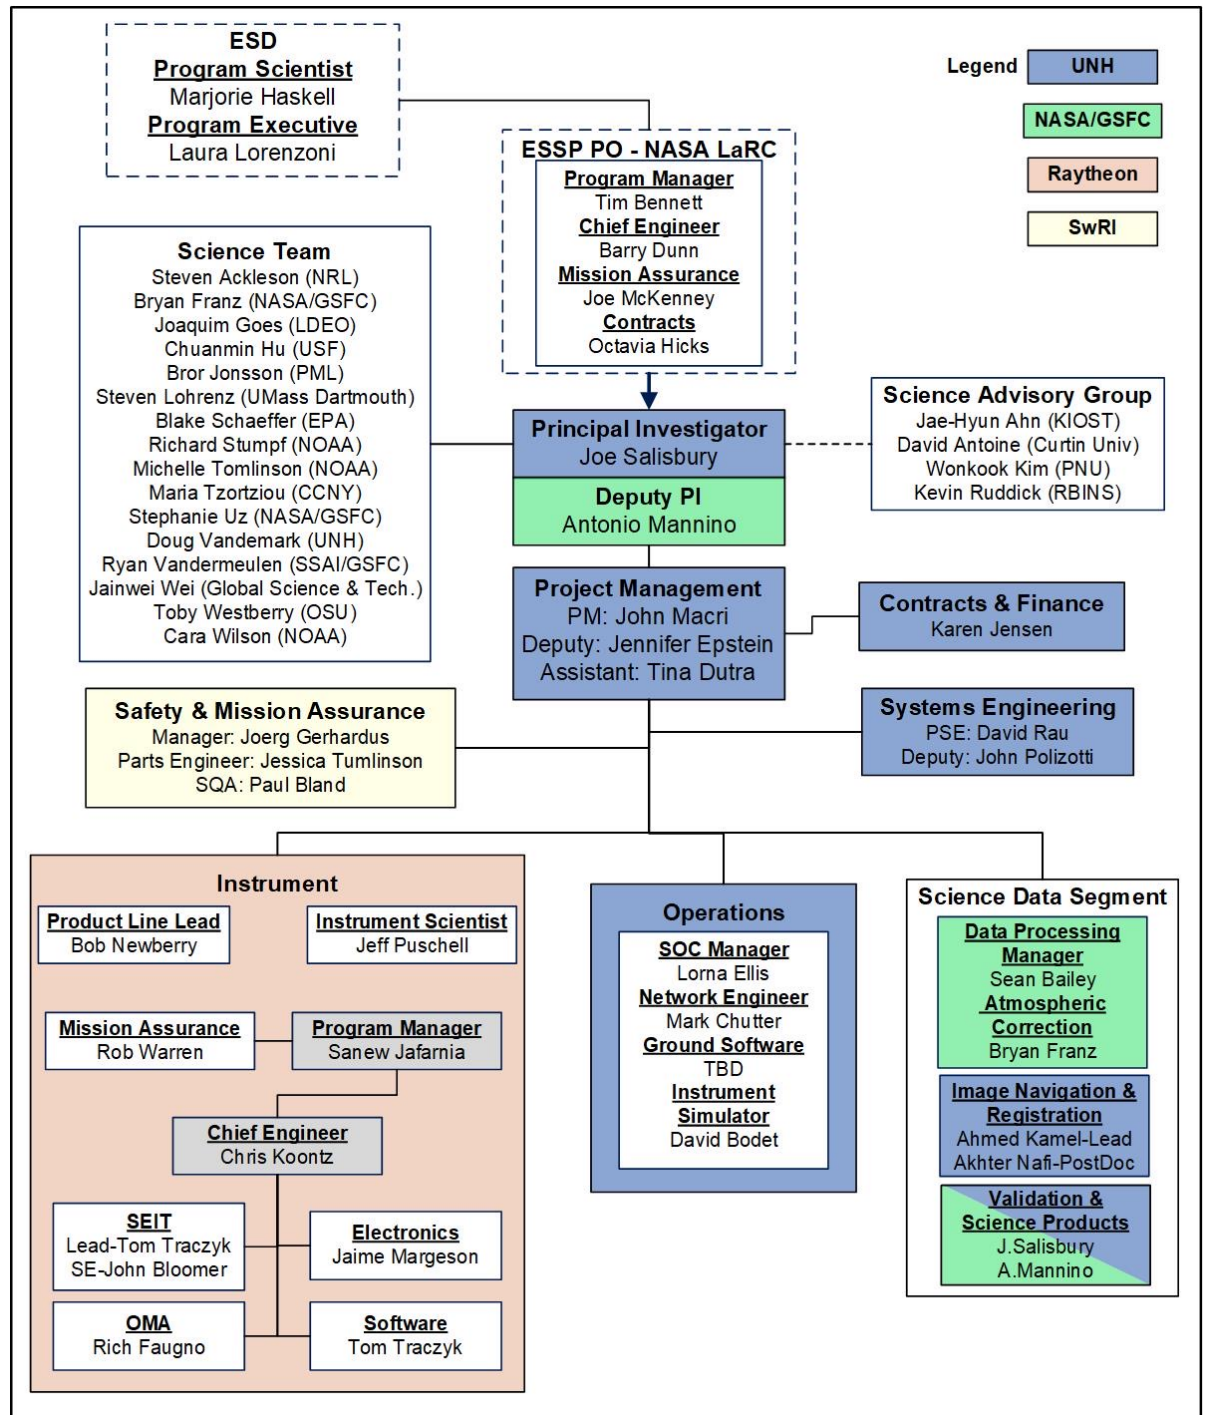 ESD
Program Scientist
Marjorie Haskell
Program Executive
Laura Lorenzoni
Legend
UNH
NASA/GSFC
Raytheon
SwRI
ESSP PO - NASA LaRC
Program Manager
Tim Bennett
Chief Engineer
Barry Dunn
Mission Assurance
Joe McKenney
Contracts
Octavia Hicks
Science Team
Steven Ackleson (NRL)
Bryan Franz (NASA/GSFC)
Joaquim Goes (LDEO)
Chuanmin Hu (USF)
Bror Jonsson (PML)
Steven Lohrenz (UMass Dartmouth)
Blake Schaeffer (EPA)
Richard Stumpf (NOAA)
Michelle Tomlinson (NOAA)
Maria Tzortziou (CCNY)
Stephanie Uz (NASA/GSFC)
Doug Vandemark (UNH)
Ryan Vandermeulen (SSAI/GSFC)
Jainwei Wei (Global Science & Tech.)
Toby Westberry (OSU)
Cara Wilson (NOAA)
Principal Investigator
Joe Salisbury
Deputy PI
Antonio Mannino
Science Advisory Group
Jae-Hyun Ahn (KIOST)
David Antoine (Curtin Univ)
Wonkook Kim (PNU)
Kevin Ruddick (RBINS)
Project Management
PM: John Macri
Deputy: Jennifer Epstein
Assistant: Tina Dutra
Contracts & Finance
Karen Jensen
Safety & Mission Assurance
Manager: Joerg Gerhardus
Parts Engineer: Jessica Tumlinson
SQA: Paul Bland
Systems Engineering
PSE: David Rau
Deputy: John Polizotti
Instrument
Product Line Lead
Bob Newberry
Instrument Scientist
Jeff Puschell
Mission Assurance
Rob Warren
Program Manager
Sanew Jafarnia
Chief Engineer
Chris Koontz
SEIT
Lead-Tom Traczyk
SE-John Bloomer
Electronics
Jaime Margeson
OMA
Rich Faugno
Software
Tom Traczyk
Operations
SOC Manager
Lorna Ellis
Network Engineer
Mark Chutter
Ground Software
TBD
Instrument
Simulator
David Bodet
Science Data Segment
Data Processing
Manager
Sean Bailey
Atmospheric
Correction
Bryan Franz
Image Navigation &
Registration
Ahmed Kamel-Lead
Akhter Nafi-PostDoc
Validation &
Science Products
J.Salisbury
A.Mannino